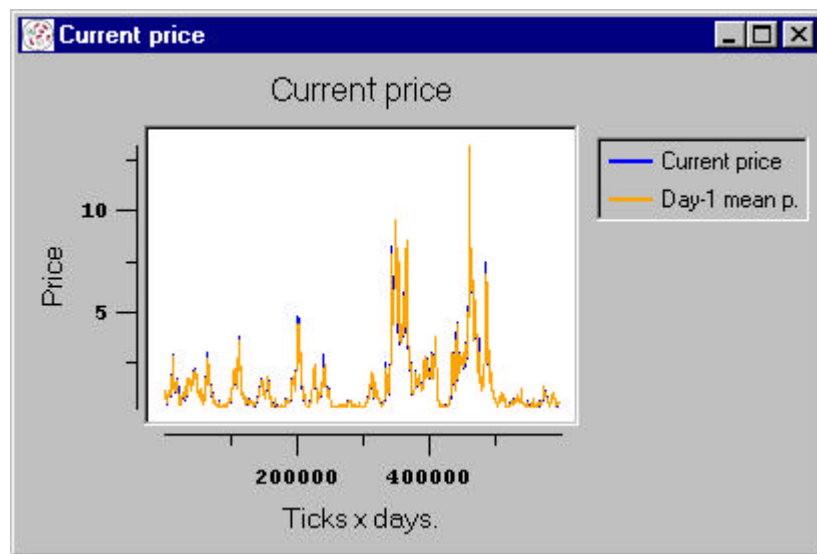 Current price
Current price
Current price
Day-1 mean p.
10
5
Price
200000 400000
Ticks x days.